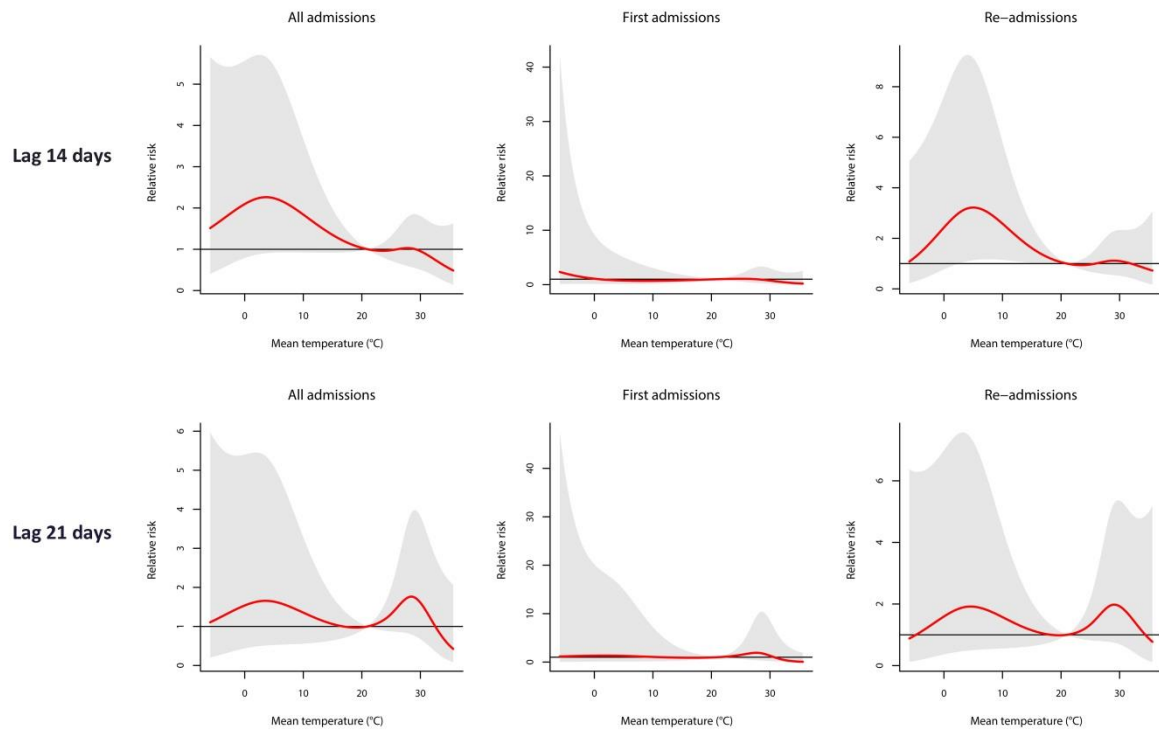 All admissions
First admissions
Re−admissions
Lag 14 days
Relative risk
0 1 2 3 4 5
Mean temperature (°C)
0 10 20 30
Relative risk
0 10 20 30 40
Mean temperature (°C)
0 10 20 30
Relative risk
0 2 4 6 8
Mean temperature (°C)
0 10 20 30
All admissions
First admissions
Re−admissions
Lag 21 days
Relative risk
0 1 2 3 4 5 6
Mean temperature (°C)
0 10 20 30
Relative risk
0 10 20 30 40
Mean temperature (°C)
0 10 20 30
Relative risk
0 2 4 6
Mean temperature (°C)
0 10 20 30